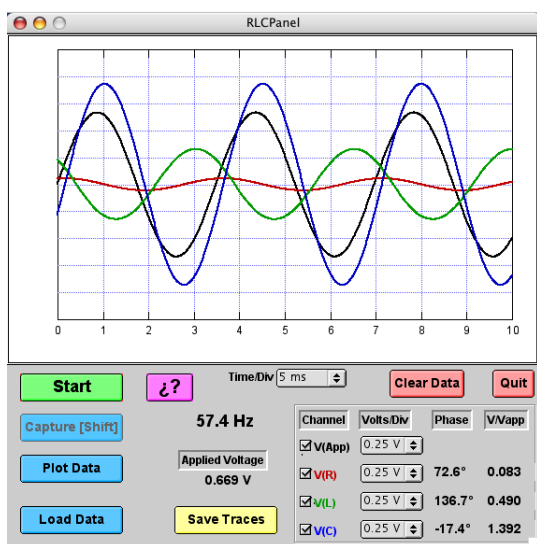 RLCPanel
0 1 2 3 4 5 6 7 8 9 10
Time/Div 5 ms
Start
¿?
Clear Data
Quit
Capture [Shift]
57.4 Hz
Channel Volts/Div Phase V/Vapp
V(App) 0.25 V
Plot Data
Applied Voltage
0.669 V
V(R) 0.25 V 72.6° 0.083
V(L) 0.25 V 136.7° 0.490
Load Data
Save Traces
V(C) 0.25 V -17.4° 1.392